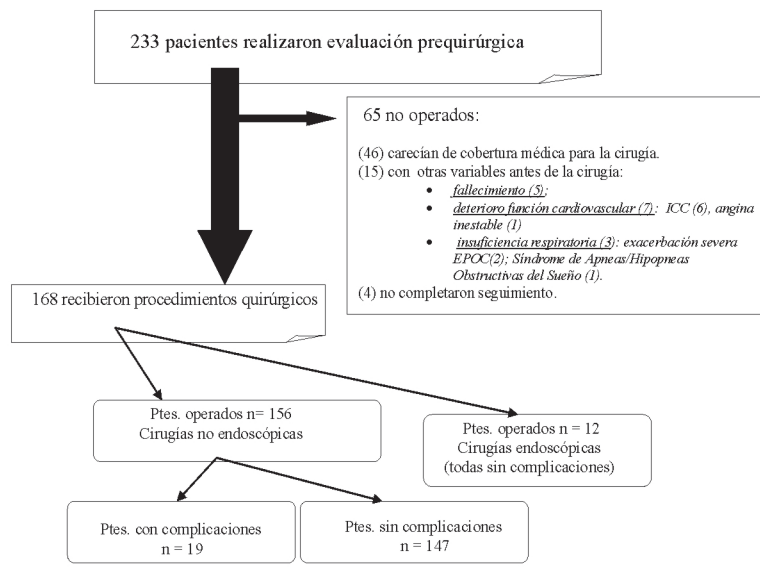 233 pacientes realizaron evaluación prequirúrgica
65 no operados:
(46) carecían de cobertura médica para la cirugía.
(15) con otras variables antes de la cirugía:
• fallecimiento (5);
• deterioro función cardiovascular (7): ICC (6), angina
inestable (1)
• insuficiencia respiratoria (3): exacerbación severa
EPOC(2); Síndrome de Apneas/Hipopneas
Obstructivas del Sueño (1).
(4) no completaron seguimiento.
168 recibieron procedimientos quirúrgicos
Ptes. operados n= 156
Cirugías no endoscópicas
Ptes. operados n = 12
Cirugías endoscópicas
(todas sin complicaciones)
Ptes. con complicaciones
n = 19
Ptes. sin complicaciones
n = 147